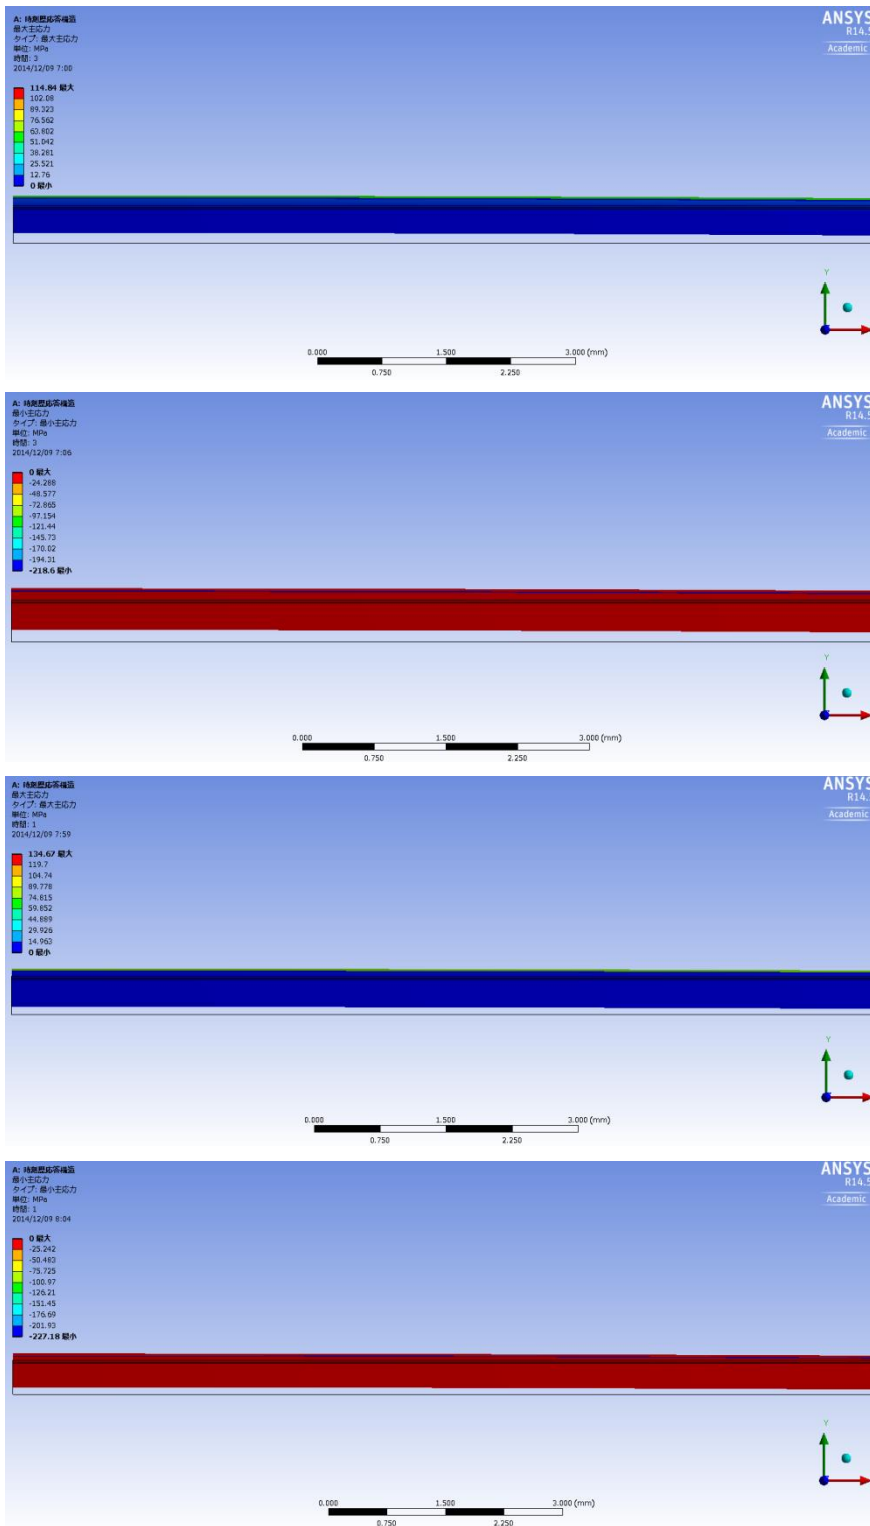 A: 時刻歴応答構造
最大主応力
タイプ: 最大主応力
単位: MPa
時間: 3
2014/12/09 7:00
114.84 最大
102.08
89.323
76.562
63.802
51.042
38.281
25.521
12.76
0 最小
ANSYS
R14.5
Academic
Y
0.000 1.500 3.000 (mm)
0.750 2.250
A: 時刻歴応答構造
最小主応力
タイプ: 最小主応力
単位: MPa
時間: 3
2014/12/09 7:06
0 最大
-24.288
-48.577
-72.865
-97.154
-121.44
-145.73
-170.02
-194.31
-218.6 最小
ANSYS
R14.5
Academic
Y
0.000 1.500 3.000 (mm)
0.750 2.250
A: 時刻歴応答構造
最大主応力
タイプ: 最大主応力
単位: MPa
時間: 1
2014/12/09 7:59
134.67 最大
119.7
104.74
89.778
74.815
59.852
44.889
29.926
14.963
0 最小
ANSYS
R14.
Academic
Y
0.000 1.500 3.000 (mm)
0.750 2.250
A: 時刻歴応答構造
最小主応力
タイプ: 最小主応力
単位: MPa
時間: 1
2014/12/09 8:04
0 最大
-25.242
-50.483
-75.725
-100.97
-126.21
-151.45
-176.69
-201.93
-227.18 最小
ANSYS
R14.5
Academic
Y
0.000 1.500 3.000 (mm)
0.750 2.250